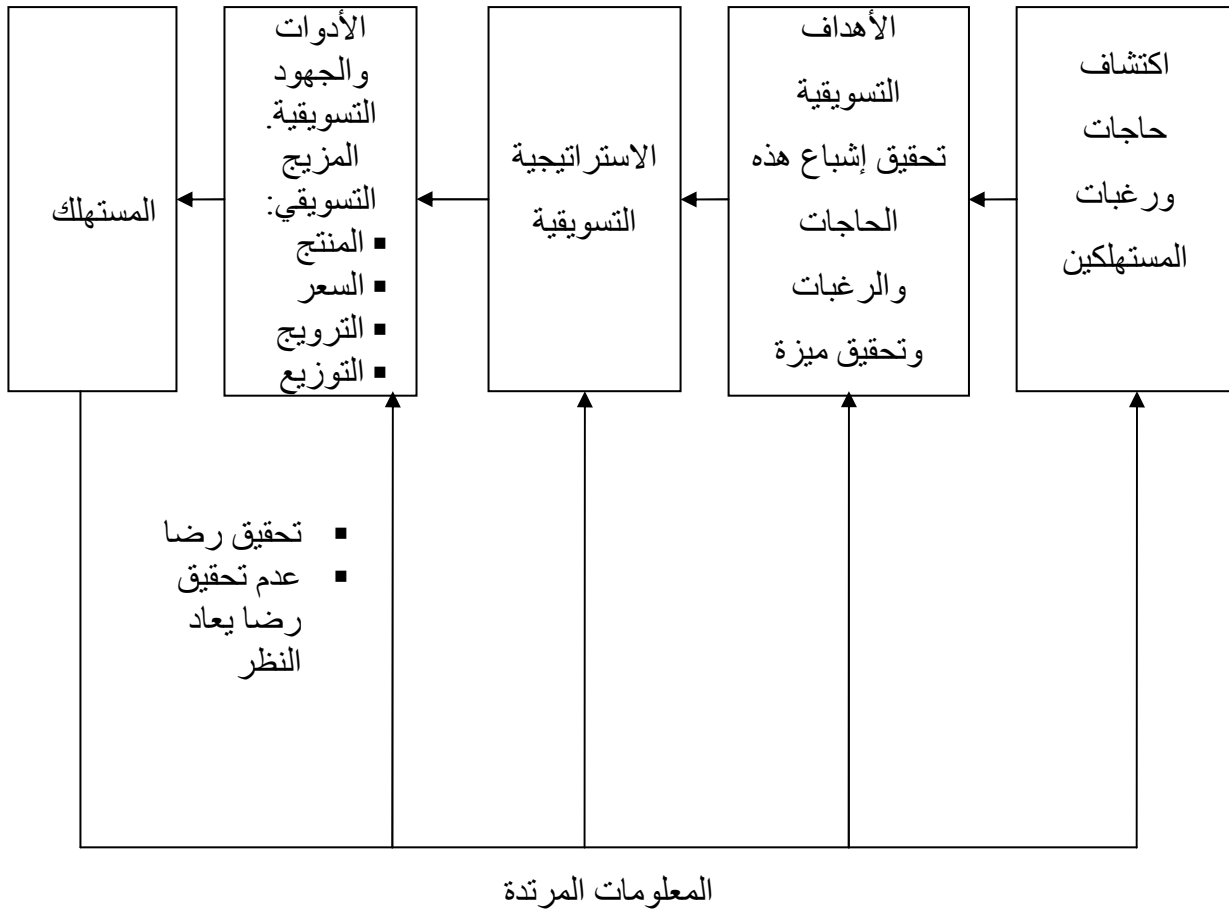 اكتشاف
حاجات
ورغبات
المستهلكين
الأهداف
التسويقية
تحقيق إشباع هذه
الحاجات
والرغبات
وتحقيق ميزة
الاستراتيجية
التسويقية
الأدوات
والجهود
التسويقية.
المزيج
التسويقي:
▪ المنتج
▪ السعر
▪ الترويج
▪ التوزيع
المستهلك
▪ تحقيق رضا
▪ عدم تحقيق
رضا يعاد
النظر
المعلومات المرتدة